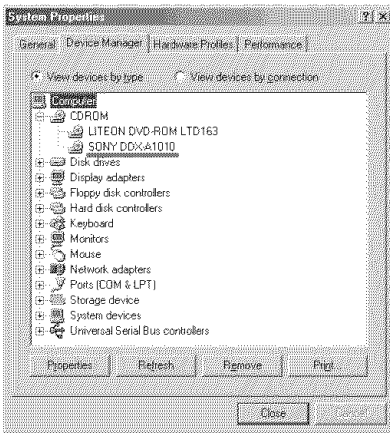 System Properties
General Device Manager Hardware Profiles Performance
View devices by type View devices by connection
Computer
CDROM
LITEON DVD-ROM LTD163
SONY DDX-A1010
Disk drives
Display adapters
Floppy disk controllers
Hard disk controllers
Keyboard
Monitors
Mouse
Network adapters
Ports (COM & LPT)
Storage device
System devices
Universal Serial Bus controllers
Properties Refresh Remove Print...
Close Cancel